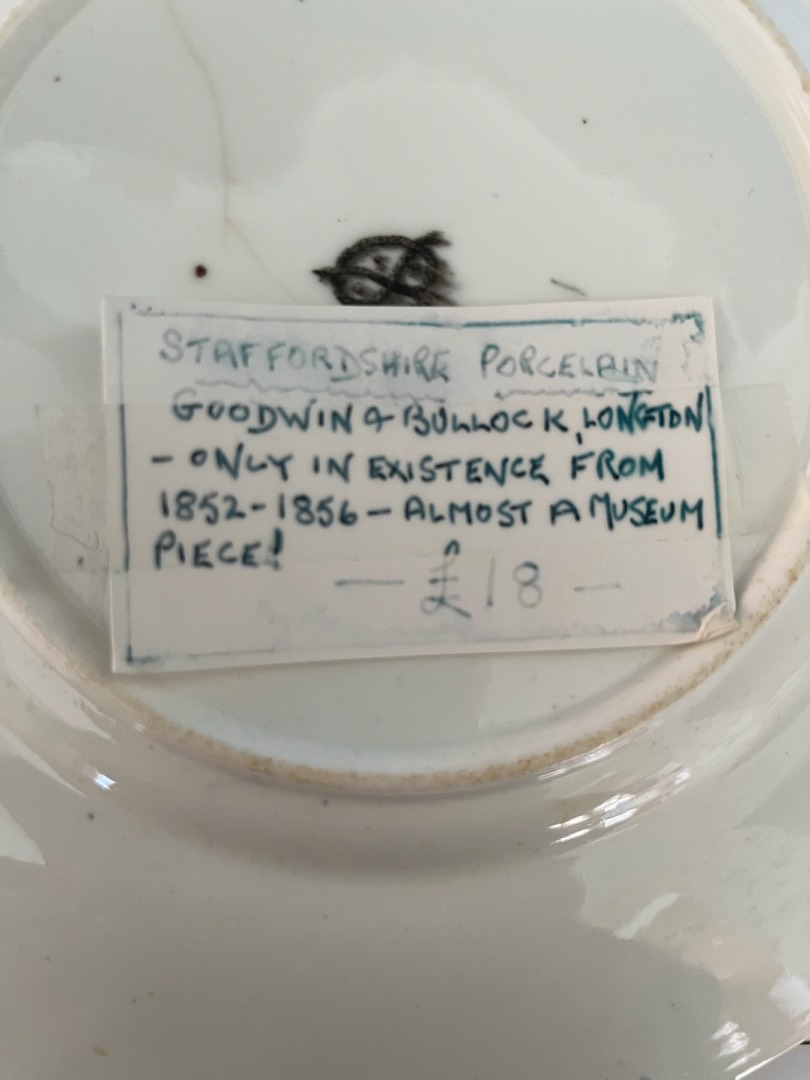 STAFFORDSHIRE PORCELAIN
GOODWIN & BULLOCK, LONGTON
- ONLY IN EXISTENCE FROM
1852-1856 - ALMOST A MUSEUM
PIECE!
— £18 —